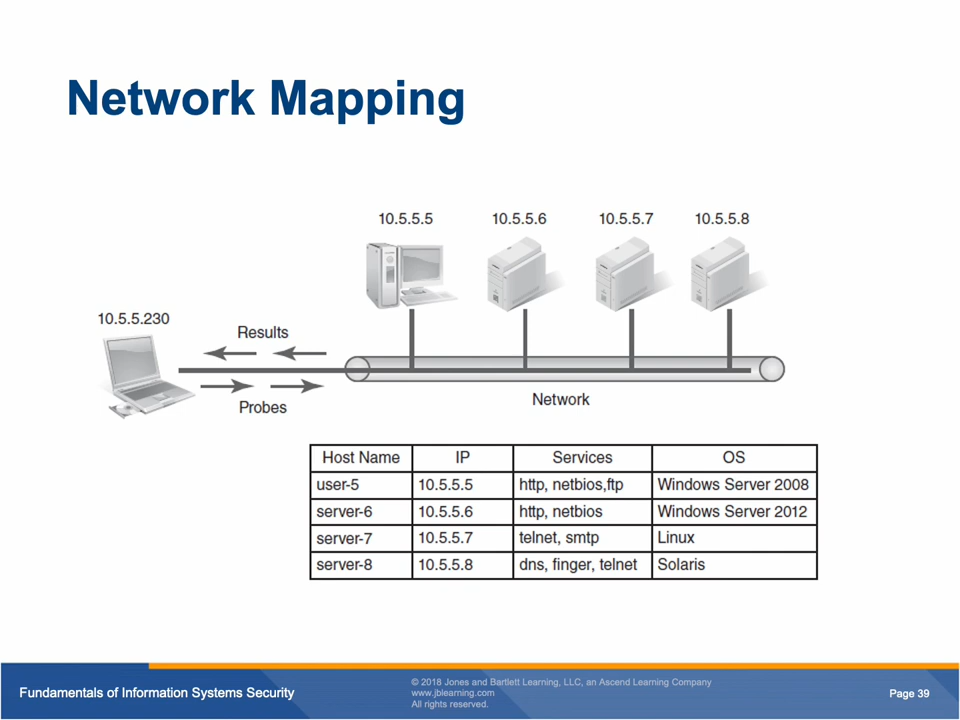 Network Mapping
10.5.5.5 10.5.5.6 10.5.5.7 10.5.5.8
10.5.5.230
Results
Probes
Network
Host Name IP Services OS
user-5 10.5.5.5 http, netbios,ftp Windows Server 2008
server-6 10.5.5.6 http, netbios Windows Server 2012
server-7 10.5.5.7 telnet, smtp Linux
server-8 10.5.5.8 dns, finger, telnet Solaris
Fundamentals of Information Systems Security
© 2018 Jones and Bartlett Learning, LLC, an Ascend Learning Company
www.jblearning.com
All rights reserved.
Page 39